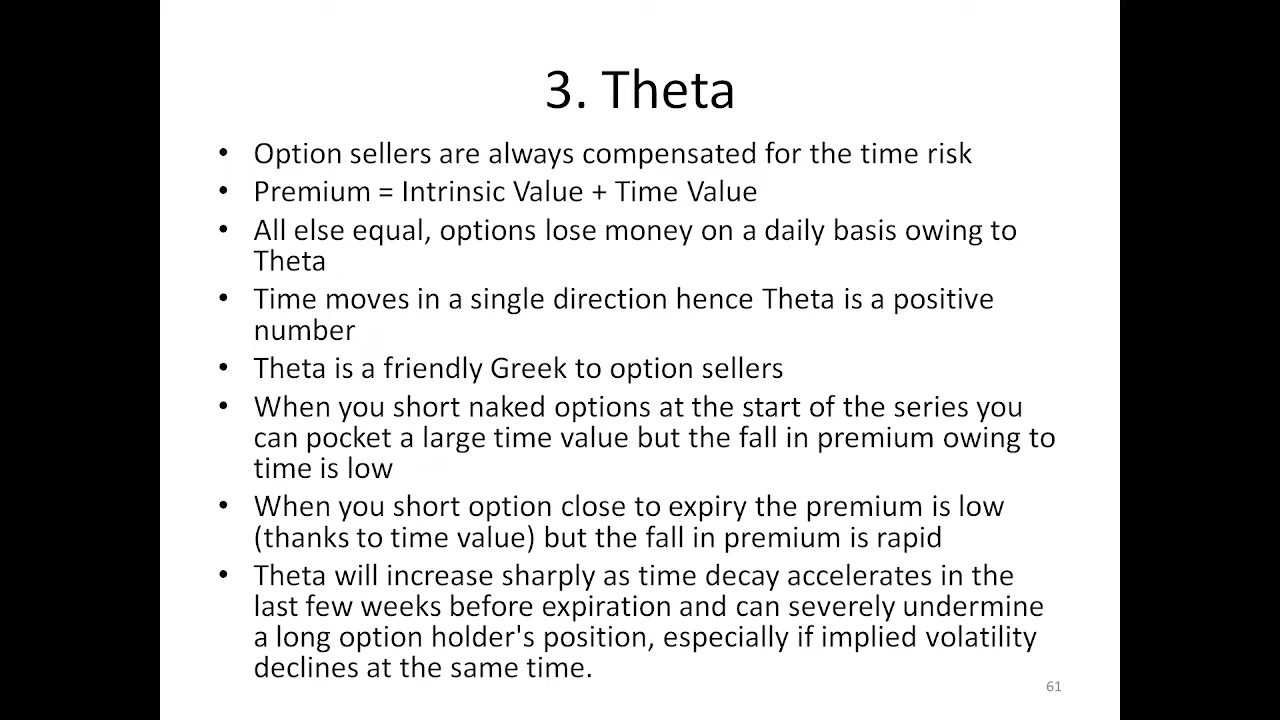 3. Theta
• Option sellers are always compensated for the time risk
• Premium = Intrinsic Value + Time Value
• All else equal, options lose money on a daily basis owing to
Theta
• Time moves in a single direction hence Theta is a positive
number
• Theta is a friendly Greek to option sellers
• When you short naked options at the start of the series you
can pocket a large time value but the fall in premium owing to
time is low
• When you short option close to expiry the premium is low
(thanks to time value) but the fall in premium is rapid
• Theta will increase sharply as time decay accelerates in the
last few weeks before expiration and can severely undermine
a long option holder's position, especially if implied volatility
declines at the same time.
61